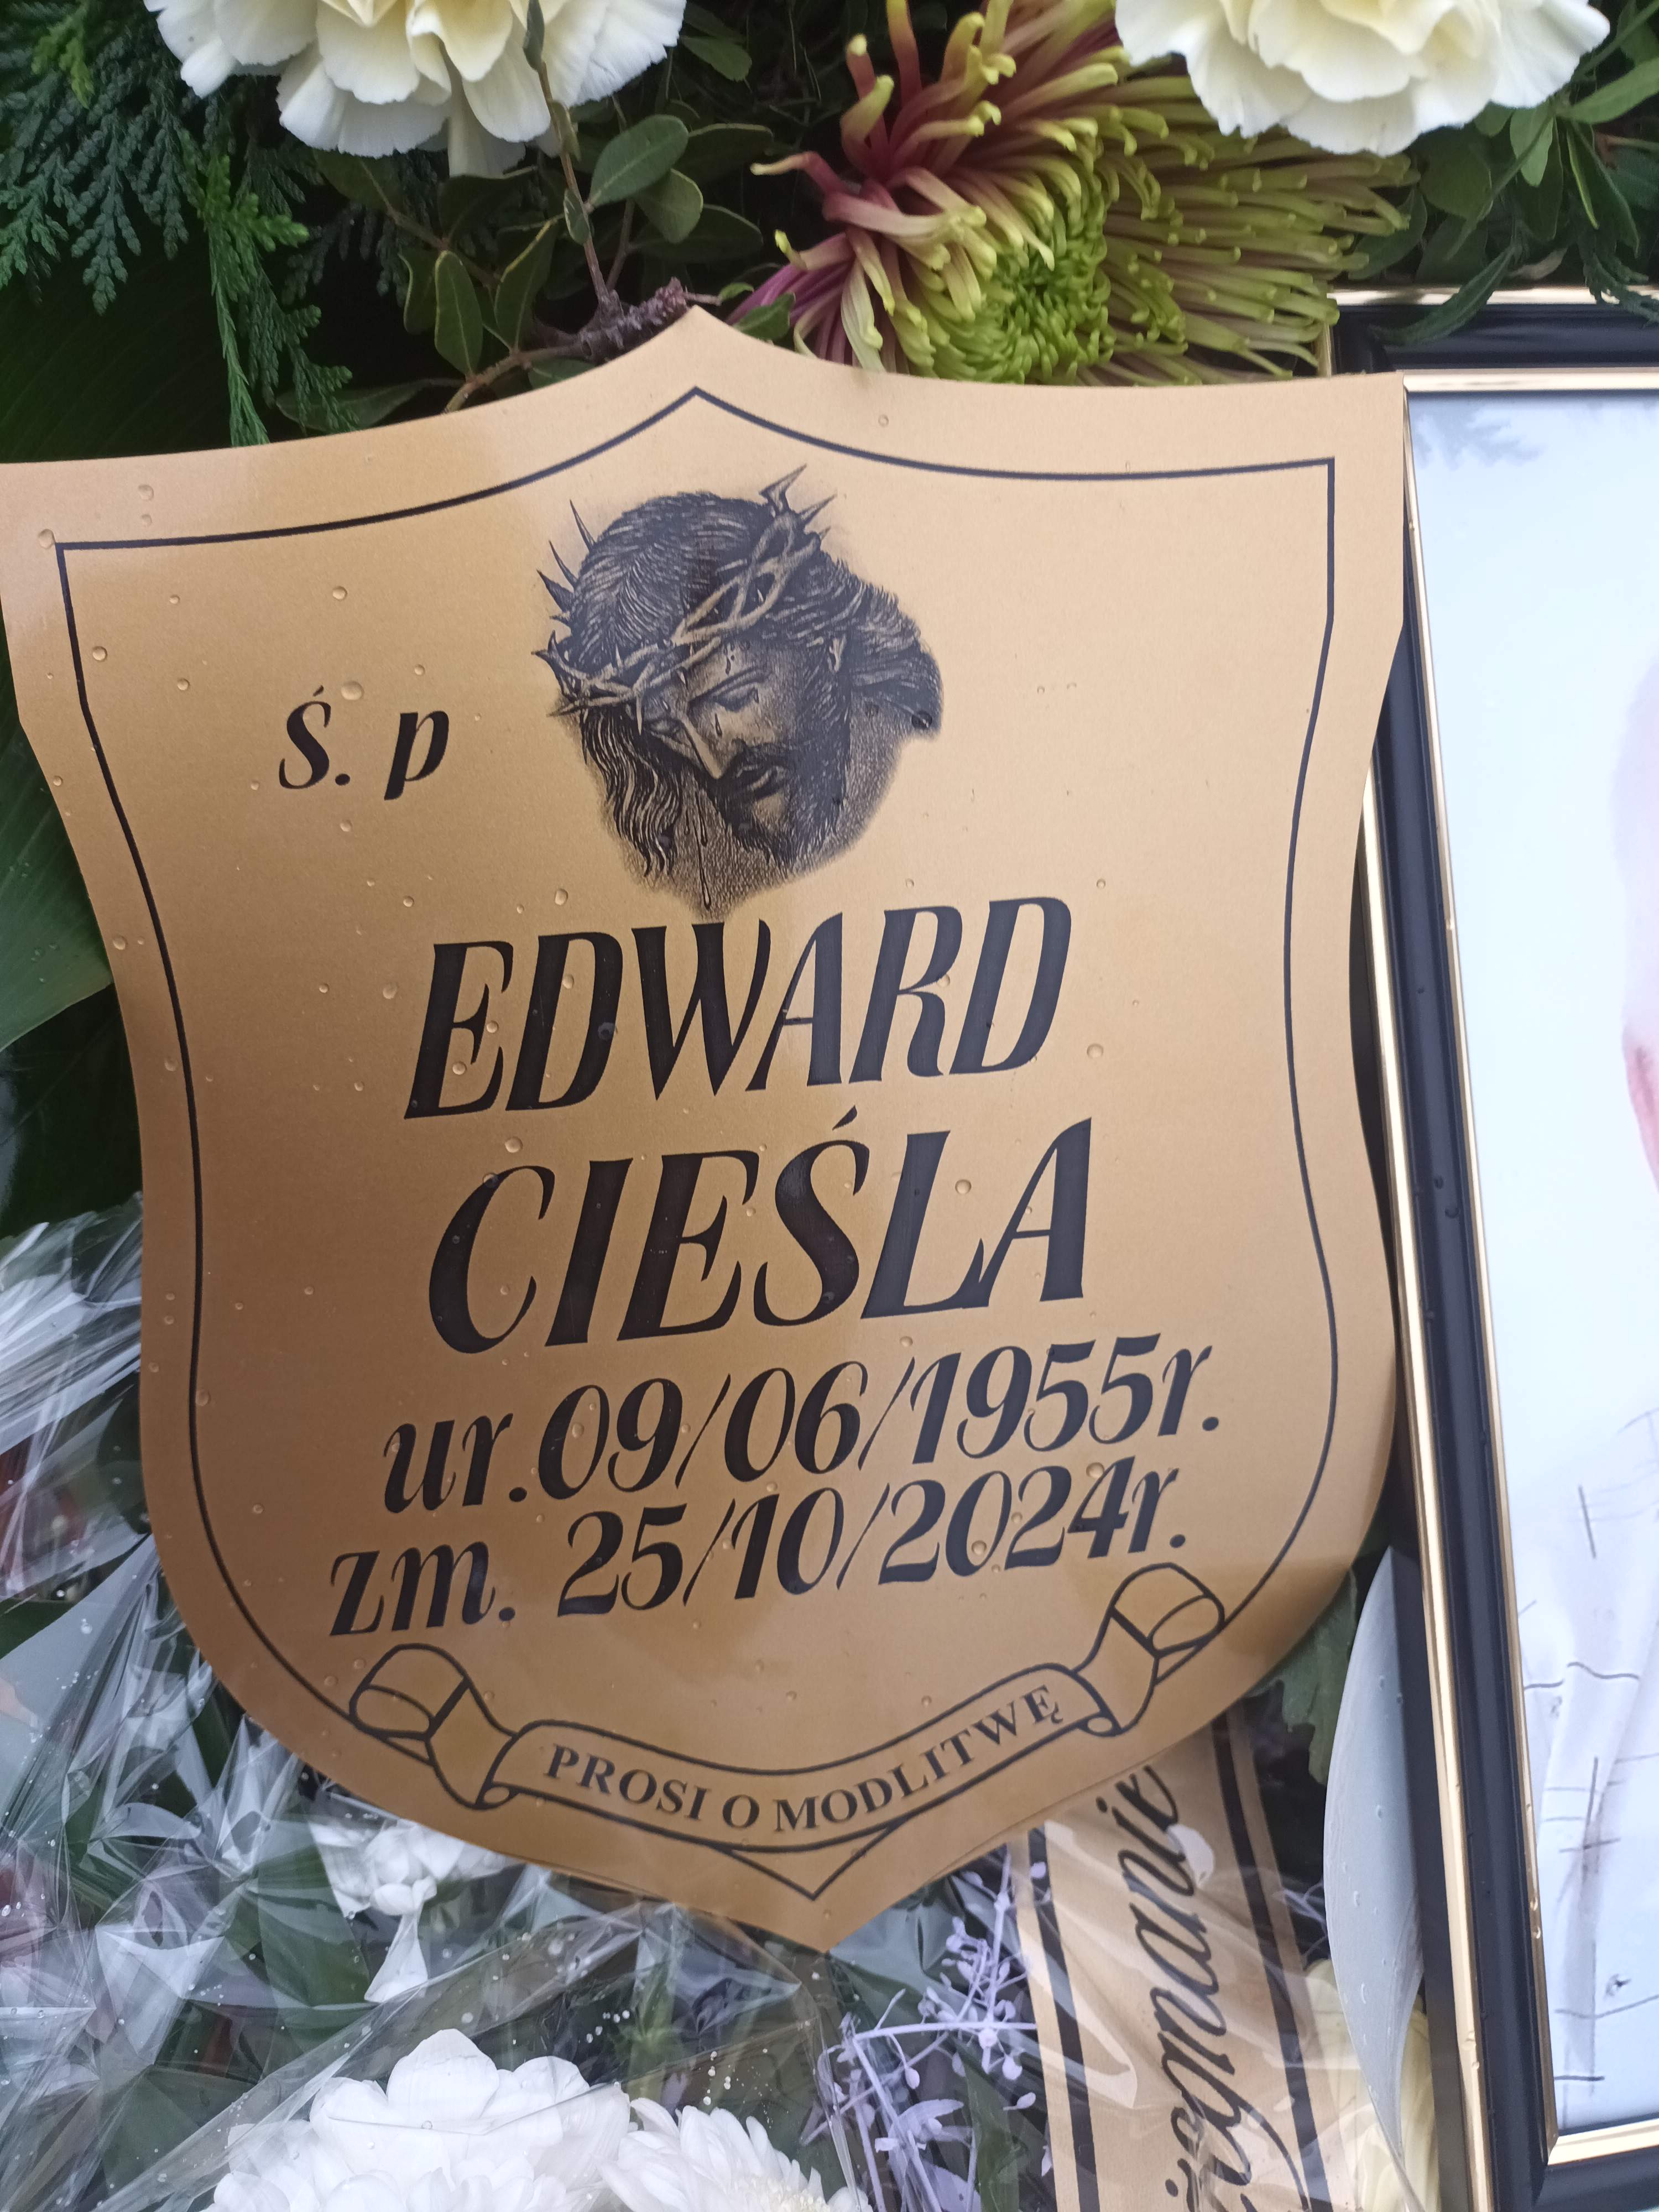 Ś. p
EDWARD
CIEŚLA
ur.09/06/1955r.
zm. 25/10/2024r.
PROSI O MODLITWĘ